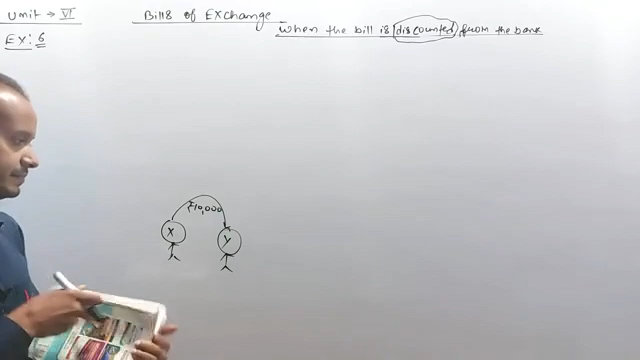 Unit → VI
Bills of EXchange
When the bill is discounted from the bank
EX: 6
₹10,000
X
Y